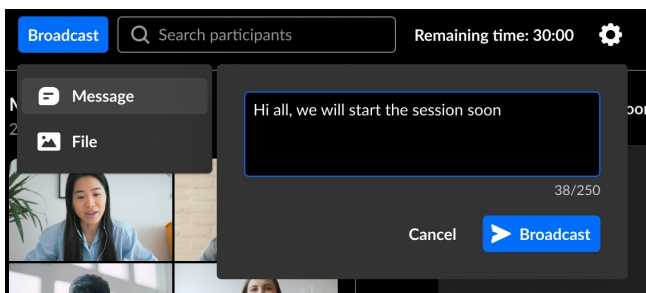 Broadcast
Search participants
Remaining time: 30:00
Message
File
Hi all, we will start the session soon
38/250
Cancel
Broadcast